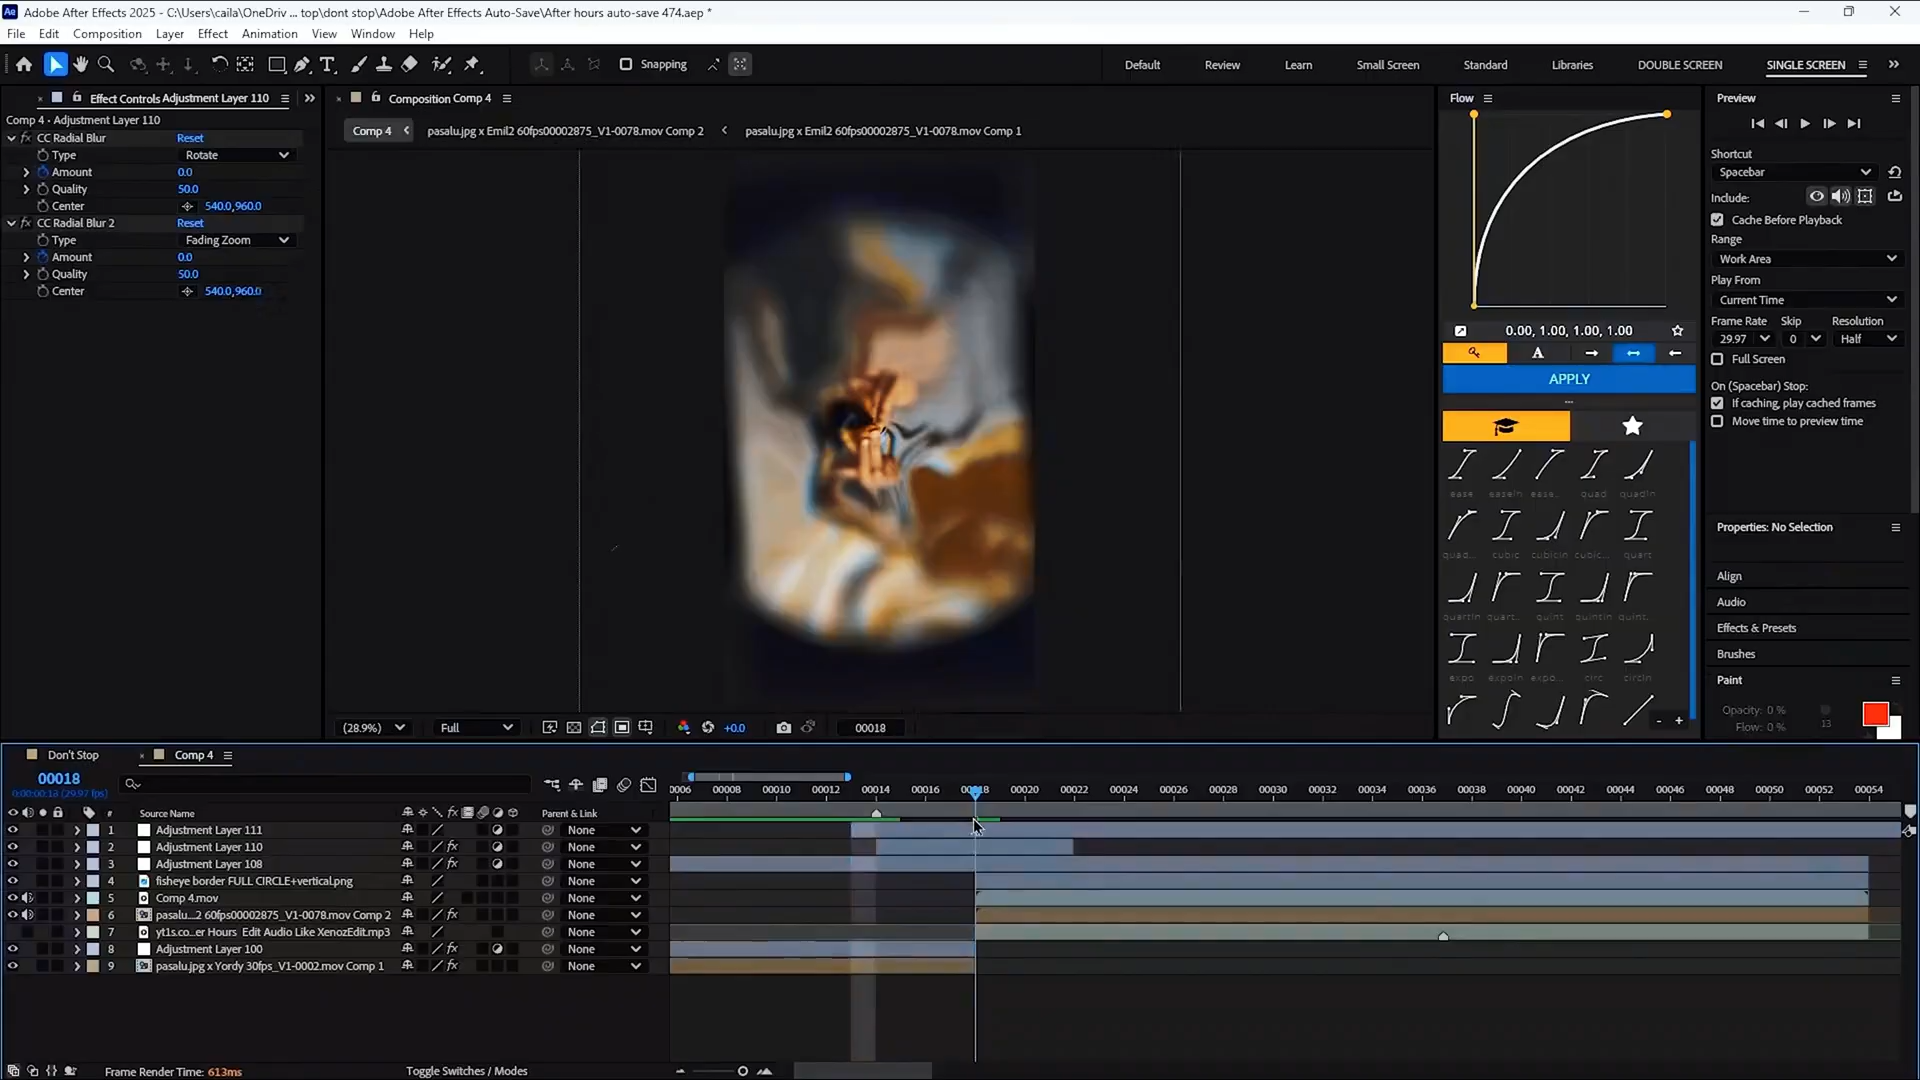 Adobe After Effects 2025 - C:\Users\caila\OneDriv ... top\dont stop\Adobe After Effects Auto-Save\After hours auto-save 474.aep *
File Edit Composition Layer Effect Animation View Window Help
Snapping
Default Review Learn Small Screen Standard Libraries DOUBLE SCREEN SINGLE SCREEN
Effect Controls Adjustment Layer 110
Comp 4 • Adjustment Layer 110
CC Radial Blur Reset
Type Rotate
Amount 0.0
Quality 50.0
Center 540.0,960.0
CC Radial Blur 2 Reset
Type Fading Zoom
Amount 0.0
Quality 50.0
Center 540.0,960.0
Composition Comp 4
Comp 4 pasalu.jpg x Emil2 60fps00002875_V1-0078.mov Comp 2 pasalu.jpg x Emil2 60fps00002875_V1-0078.mov Comp 1
(28.9%) Full +0.0 00018
Flow
0.00, 1.00, 1.00, 1.00
A
APPLY
ease easeIn ease... quad quadIn
quad... cubic cubicIn cubic... quart
quartIn quart... quint quintIn quint...
expo expoIn expo... circ circIn
- +
Preview
Shortcut
Spacebar
Include:
Cache Before Playback
Range
Work Area
Play From
Current Time
Frame Rate Skip Resolution
29.97 0 Half
Full Screen
On (Spacebar) Stop:
If caching, play cached frames
Move time to preview time
Properties: No Selection
Align
Audio
Effects & Presets
Brushes
Paint
Opacity: 0 %
Flow: 0 % 13
Don't Stop Comp 4
00018
0:00:00:18 (29.97 fps)
0006 00008 00010 00012 00014 00016 00018 00020 00022 00024 00026 00028 00030 00032 00034 00036 00038 00040 00042 00044 00046 00048 00050 00052 00054
# Source Name Parent & Link
1 Adjustment Layer 111 None
2 Adjustment Layer 110 None
3 Adjustment Layer 108 None
4 fisheye border FULL CIRCLE+vertical.png None
5 Comp 4.mov None
6 pasalu...2 60fps00002875_V1-0078.mov Comp 2 None
7 yt1s.co...er Hours Edit Audio Like XenozEdit.mp3 None
8 Adjustment Layer 100 None
9 pasalu.jpg x Yordy 30fps_V1-0002.mov Comp 1 None
Frame Render Time: 613ms Toggle Switches / Modes